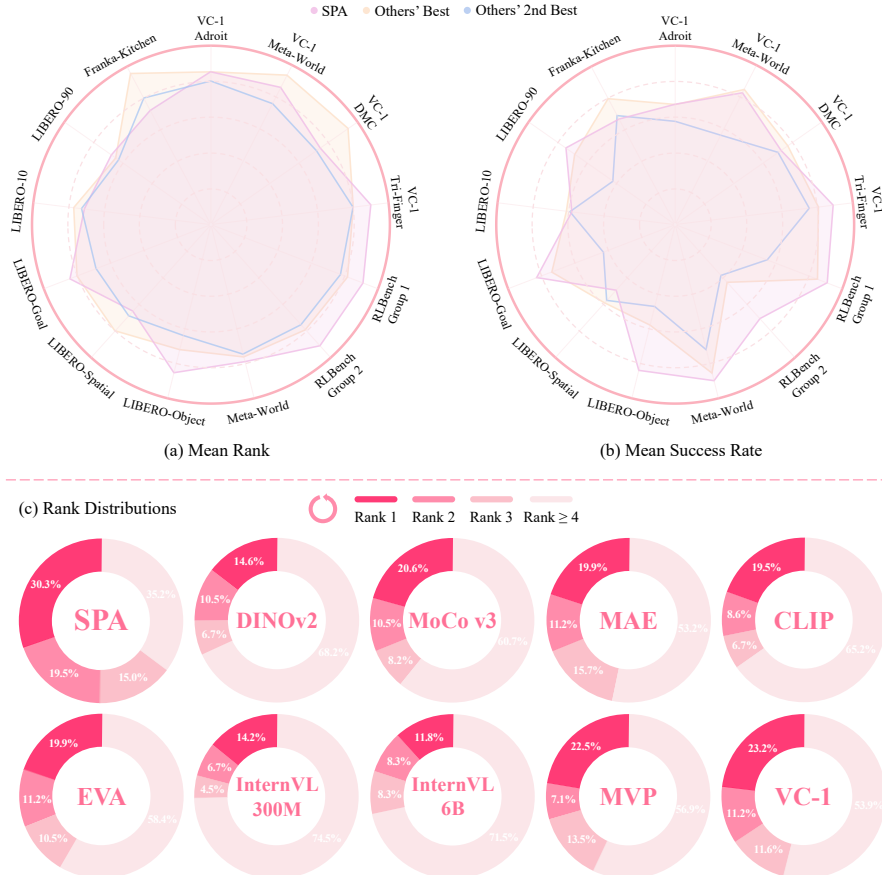 SPA
Others' Best
Others' 2nd Best
VC-1
Adroit
VC-1
Meta-World
VC-1
DMC
VC-1
Tri-Finger
RLBench
Group 1
RLBench
Group 2
Meta-World
LIBERO-Object
LIBERO-Spatial
LIBERO-Goal
LIBERO-10
LIBERO-90
Franka-Kitchen
(a) Mean Rank
VC-1
Adroit
VC-1
Meta-World
VC-1
DMC
VC-1
Tri-Finger
RLBench
Group 1
RLBench
Group 2
Meta-World
LIBERO-Object
LIBERO-Spatial
LIBERO-Goal
LIBERO-10
LIBERO-90
Franka-Kitchen
(b) Mean Success Rate
(c) Rank Distributions
Rank 1
Rank 2
Rank 3
Rank ≥ 4
SPA
30.3%
19.5%
15.0%
35.2%
DINOv2
14.6%
10.5%
6.7%
68.2%
MoCo v3
20.6%
10.5%
8.2%
60.7%
MAE
19.9%
11.2%
15.7%
53.2%
CLIP
19.5%
8.6%
6.7%
65.2%
EVA
19.9%
11.2%
10.5%
58.4%
InternVL
300M
14.2%
6.7%
4.5%
74.5%
InternVL
6B
11.8%
8.3%
8.3%
71.5%
MVP
22.5%
7.1%
13.5%
56.9%
VC-1
23.2%
11.2%
11.6%
53.9%